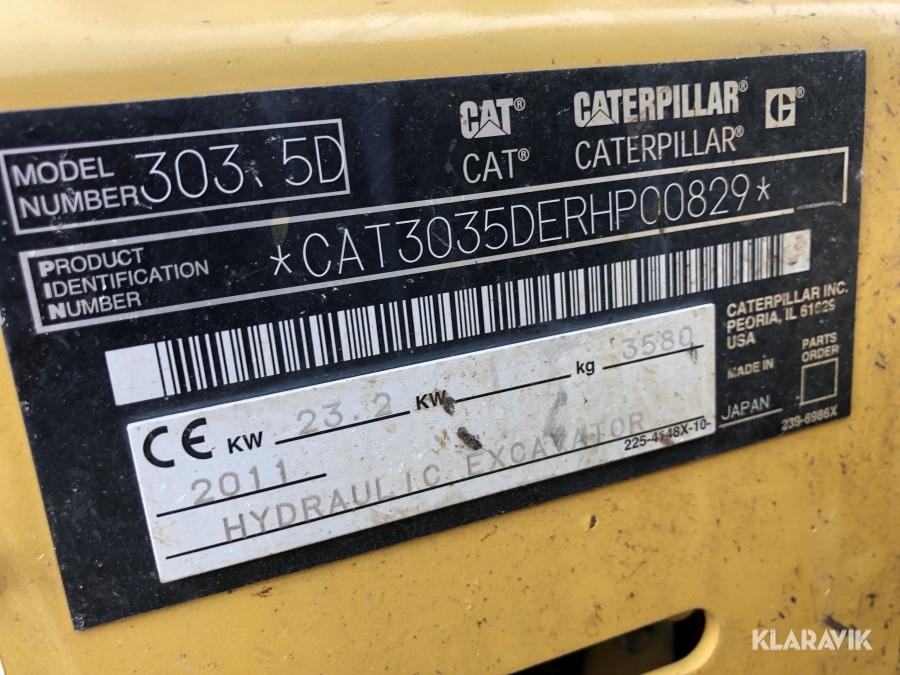 CAT® CATERPILLAR® G®
CAT® CATERPILLAR®
MODEL NUMBER 303.5D
PRODUCT IDENTIFICATION NUMBER *CAT3035DERHPC00829*
CATERPILLAR INC.
PEORIA, IL 61629
USA
MADE IN
JAPAN
PARTS ORDER
239-6986X
CE KW 23.2 KW kg 3580
2011
225-4148X-10-
HYDRAULIC EXCAVATOR
KLARAVIK